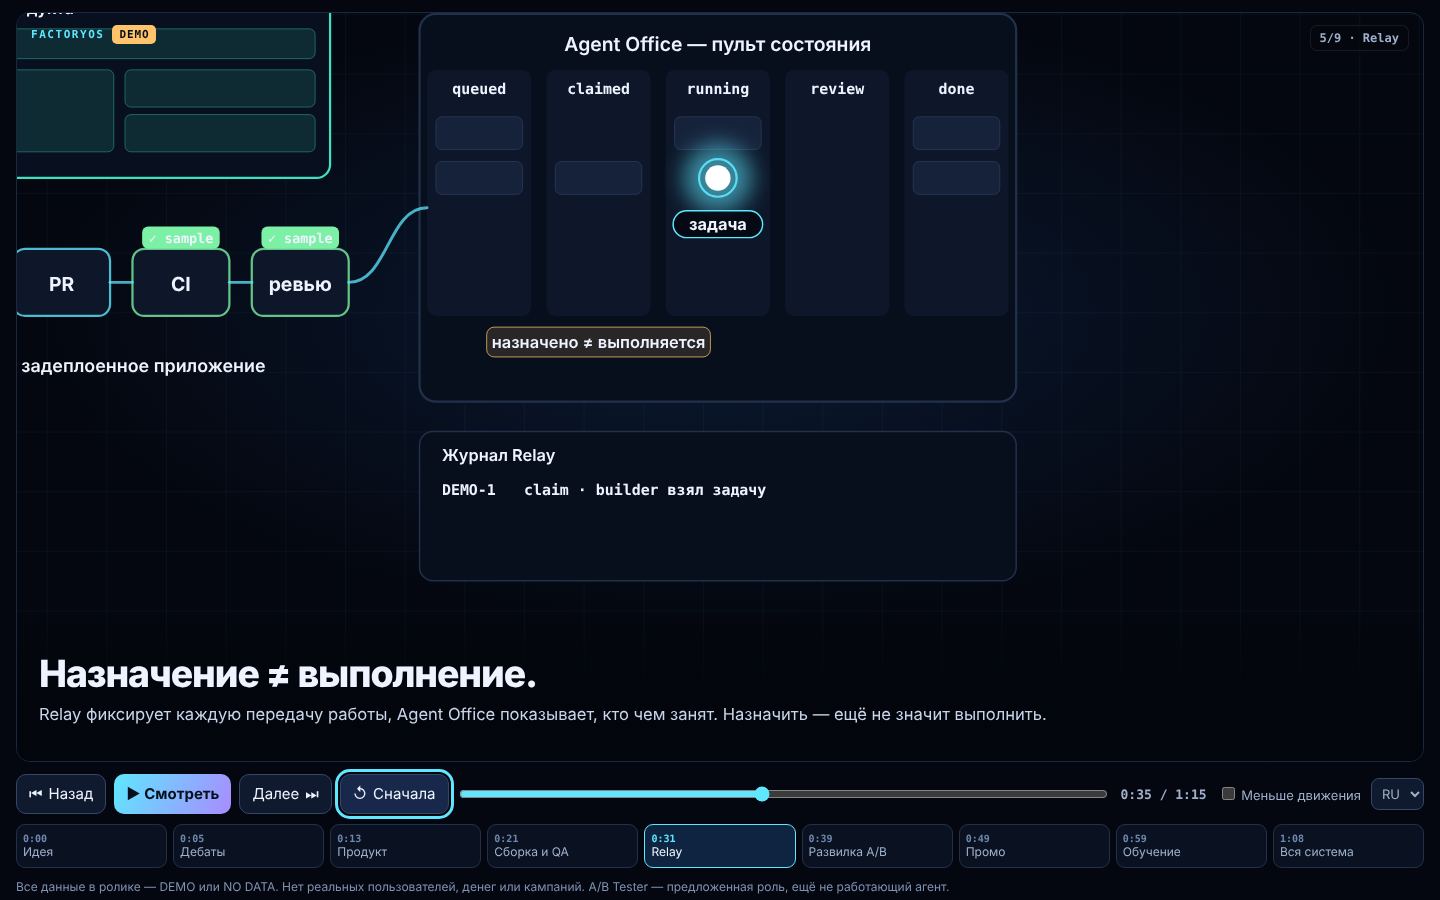 FACTORYOS DEMO
5/9 · Relay
Agent Office — пульт состояния
queued claimed running review done
задача
✓ sample ✓ sample
PR CI ревью
назначено ≠ выполняется
задеплоенное приложение
Журнал Relay
DEMO-1 claim · builder взял задачу
Назначение ≠ выполнение.
Relay фиксирует каждую передачу работы, Agent Office показывает, кто чем занят. Назначить — ещё не значит выполнить.
⏮ Назад ▶ Смотреть Далее ⏭ ↺ Сначала 0:35 / 1:15 Меньше движения RU
0:00 0:05 0:13 0:21 0:31 0:39 0:49 0:59 1:08
Идея Дебаты Продукт Сборка и QA Relay Развилка A/B Промо Обучение Вся система
Все данные в ролике — DEMO или NO DATA. Нет реальных пользователей, денег или кампаний. A/B Tester — предложенная роль, ещё не работающий агент.